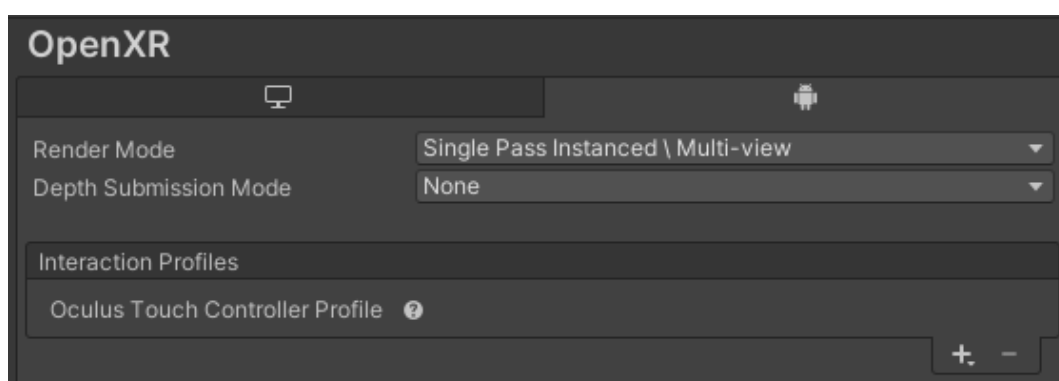 OpenXR
Render Mode Single Pass Instanced \ Multi-view
Depth Submission Mode None
Interaction Profiles
Oculus Touch Controller Profile